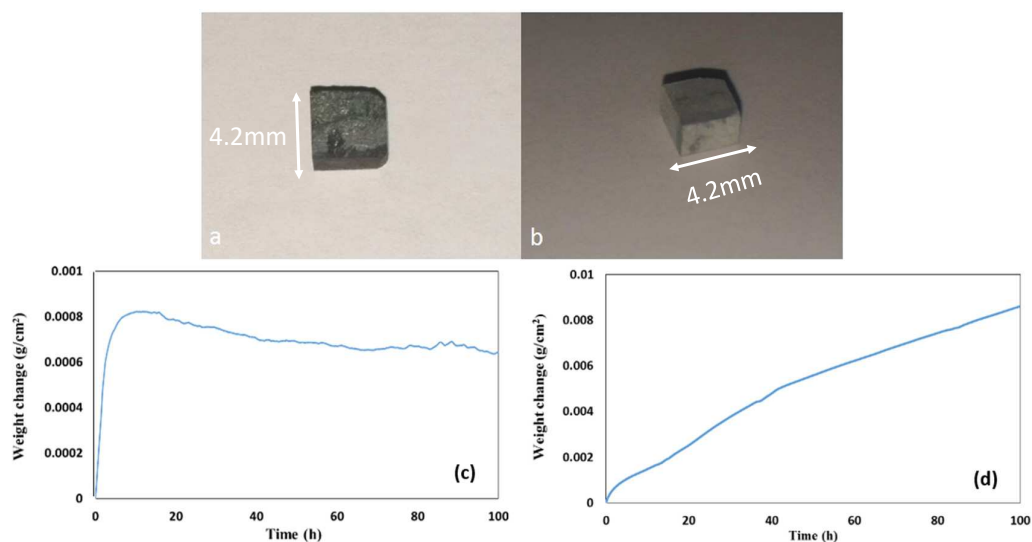 4.2mm
a
4.2mm
b
0.001
0.0008
0.0006
0.0004
0.0002
0
Weight change (g/cm²)
0 20 40 60 80 100
Time (h)
(c)
0.01
0.008
0.006
0.004
0.002
0
Weight change (g/cm²)
0 20 40 60 80 100
Time (h)
(d)